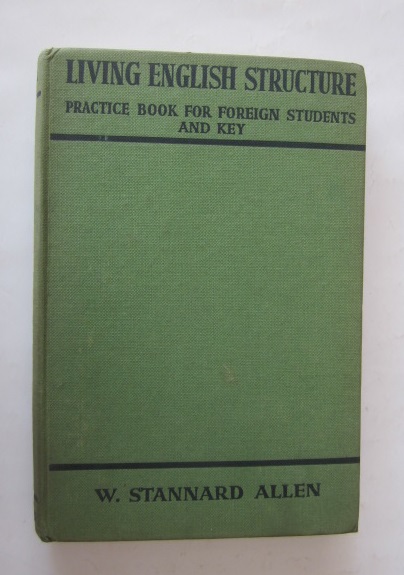 LIVING ENGLISH STRUCTURE
PRACTICE BOOK FOR FOREIGN STUDENTS
AND KEY
W. STANNARD ALLEN